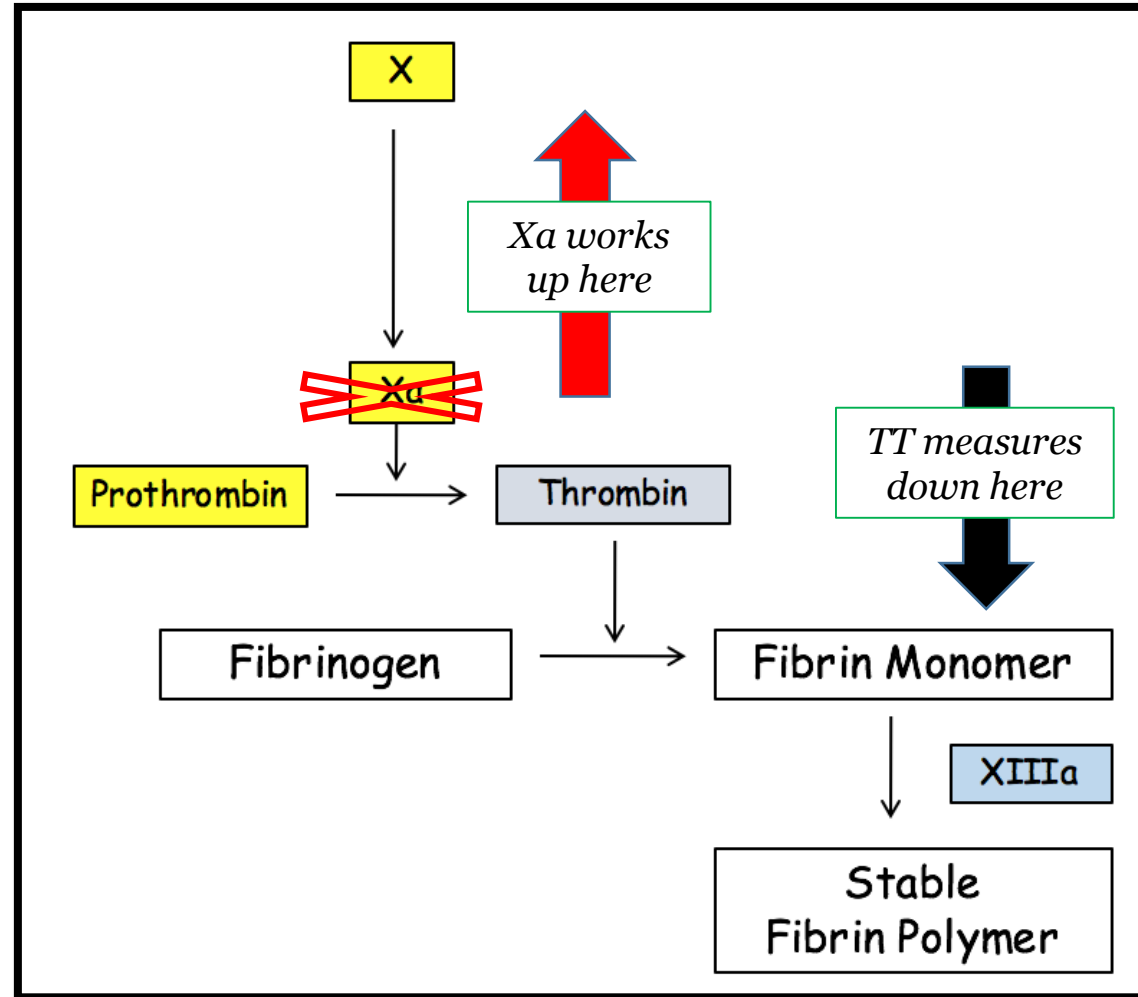 X
Xa works
up here
Xa
TT measures
down here
Prothrombin
Thrombin
Fibrinogen
Fibrin Monomer
XIIIa
Stable
Fibrin Polymer